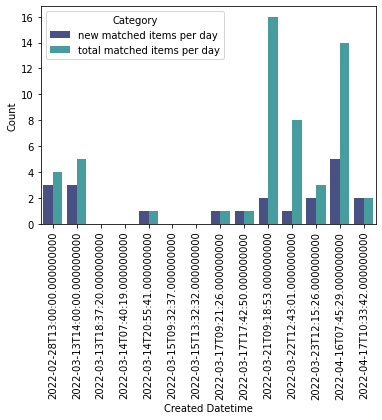 Category
new matched items per day
total matched items per day
Count
16
14
12
10
8
6
4
2
0
2022-02-28T13:00:00.000000000
2022-03-13T14:00:00.000000000
2022-03-13T18:37:20.000000000
2022-03-14T07:40:19.000000000
2022-03-14T20:55:41.000000000
2022-03-15T09:32:37.000000000
2022-03-15T13:32:32.000000000
2022-03-17T09:21:26.000000000
2022-03-17T17:42:50.000000000
2022-03-21T09:18:53.000000000
2022-03-22T12:43:01.000000000
2022-03-23T12:15:26.000000000
2022-04-16T07:45:29.000000000
2022-04-17T10:33:42.000000000
Created Datetime